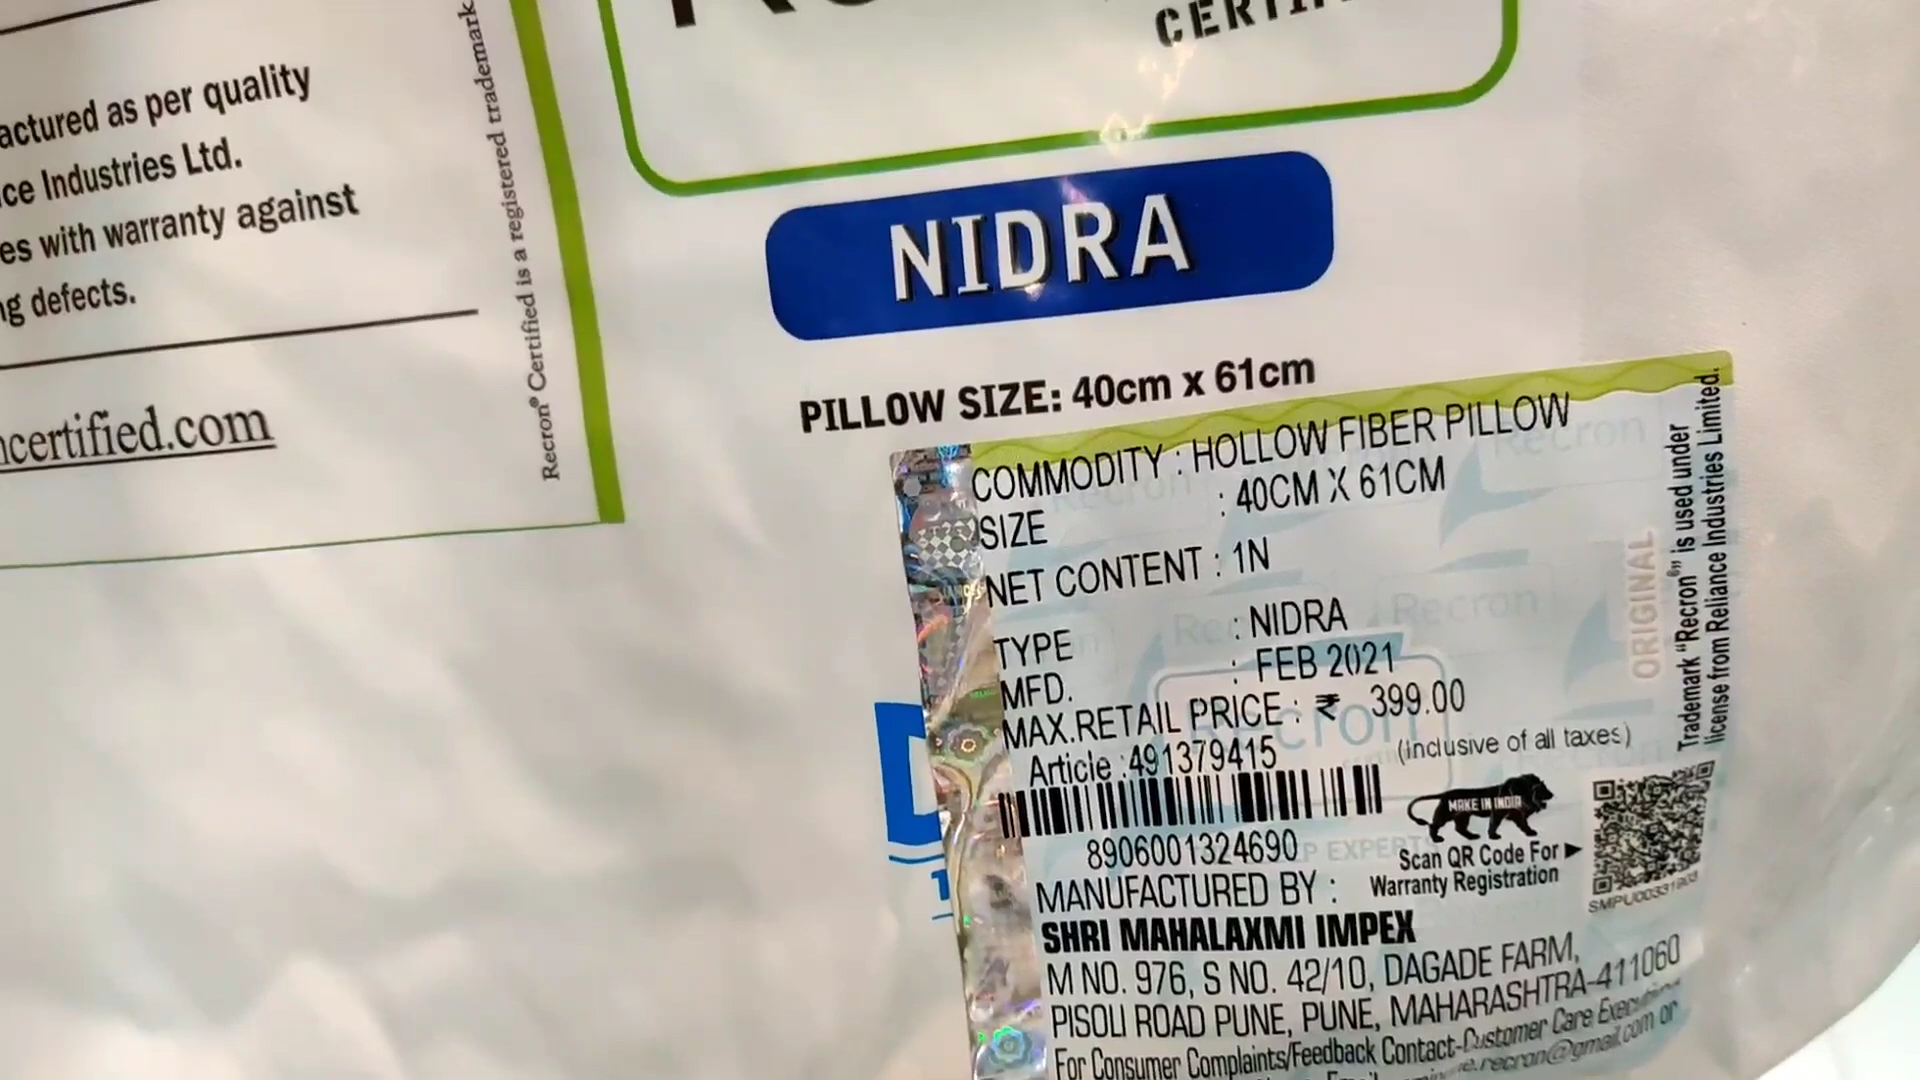 actured as per quality
ce Industries Ltd.
es with warranty against
g defects.
certified.com
Recron® Certified is a registered trademark
NIDRA
PILLOW SIZE: 40cm x 61cm
COMMODITY : HOLLOW FIBER PILLOW
SIZE : 40CM X 61CM
NET CONTENT : 1N
TYPE : NIDRA
MFD. : FEB 2021
MAX.RETAIL PRICE : ₹ 399.00
(Inclusive of all taxes)
Article :491379415
8906001324690
MAKE IN INDIA
Scan QR Code For
Warranty Registration
MANUFACTURED BY :
SHRI MAHALAXMI IMPEX
M NO. 976, S NO. 42/10, DAGADE FARM,
PISOLI ROAD PUNE, PUNE, MAHARASHTRA-411060
For Consumer Complaints/Feedback Contact-Customer Care
ORIGINAL
Trademark "Recron®" is used under
license from Reliance Industries Limited.